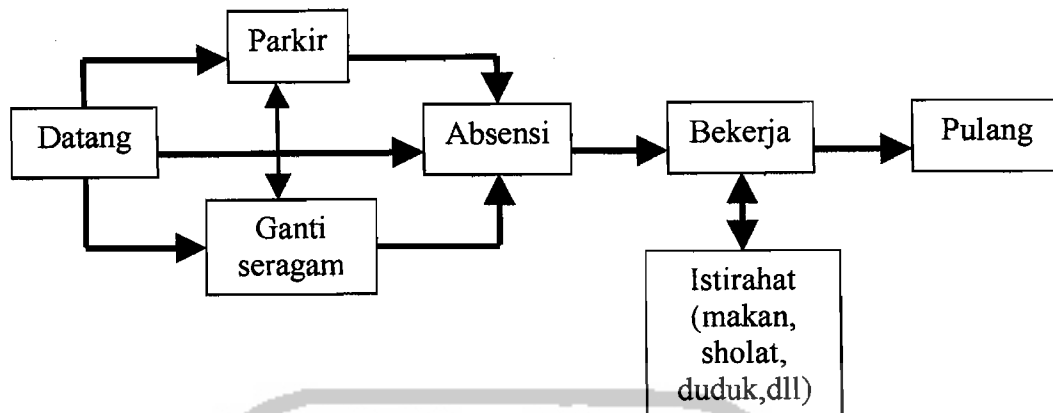 Parkir
Datang
Absensi
Bekerja
Pulang
Ganti
seragam
Istirahat
(makan,
sholat,
duduk,dll)